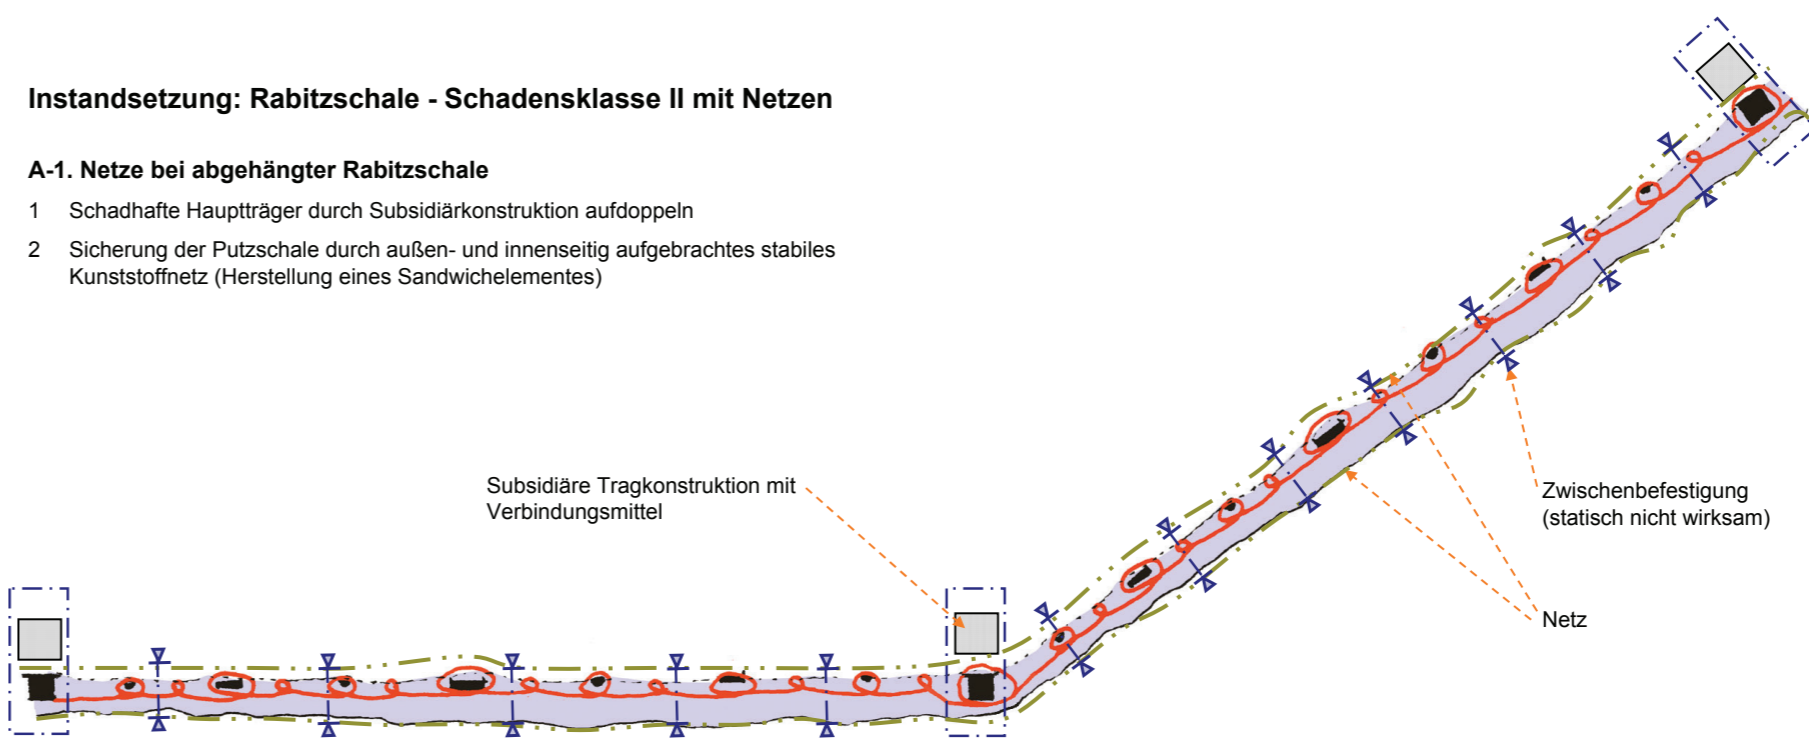 Instandsetzung: Rabitzschale - Schadensklasse II mit Netzen
A-1. Netze bei abgehängter Rabitzschale
1 Schadhafte Hauptträger durch Subsidiärkonstruktion aufdoppeln
2 Sicherung der Putzschale durch außen- und innenseitig aufgebrachtes stabiles
Kunststoffnetz (Herstellung eines Sandwichelementes)
Subsidiäre Tragkonstruktion mit
Verbindungsmittel
Zwischenbefestigung
(statisch nicht wirksam)
Netz